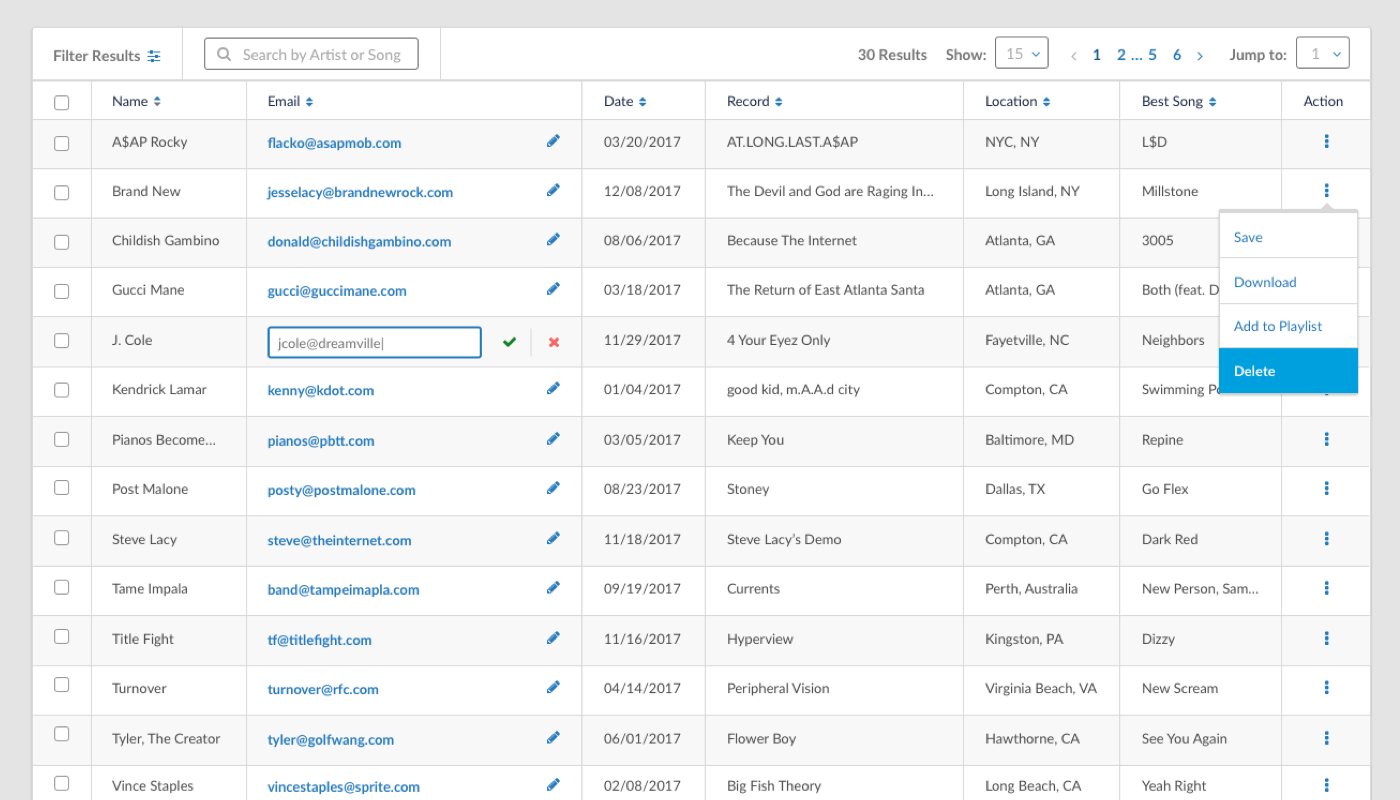 Filter Results Search by Artist or Song 30 Results Show: 15 < 1 2 ... 5 6 > Jump to: 1
Name Email Date Record Location Best Song Action
A$AP Rocky flacko@asapmob.com 03/20/2017 AT.LONG.LAST.A$AP NYC, NY L$D
Brand New jesselacy@brandnewrock.com 12/08/2017 The Devil and God are Raging In... Long Island, NY Millstone
Childish Gambino donald@childishgambino.com 08/06/2017 Because The Internet Atlanta, GA 3005
Save
Download
Add to Playlist
Delete
Gucci Mane gucci@guccimane.com 03/18/2017 The Return of East Atlanta Santa Atlanta, GA Both (feat. D
J. Cole jcole@dreamville 11/29/2017 4 Your Eyez Only Fayetville, NC Neighbors
Kendrick Lamar kenny@kdot.com 01/04/2017 good kid, m.A.A.d city Compton, CA Swimming Po
Pianos Become... pianos@pbtt.com 03/05/2017 Keep You Baltimore, MD Repine
Post Malone posty@postmalone.com 08/23/2017 Stoney Dallas, TX Go Flex
Steve Lacy steve@theinternet.com 11/18/2017 Steve Lacy's Demo Compton, CA Dark Red
Tame Impala band@tampeimapla.com 09/19/2017 Currents Perth, Australia New Person, Sam...
Title Fight tf@titlefight.com 11/16/2017 Hyperview Kingston, PA Dizzy
Turnover turnover@rfc.com 04/14/2017 Peripheral Vision Virginia Beach, VA New Scream
Tyler, The Creator tyler@golfwang.com 06/01/2017 Flower Boy Hawthorne, CA See You Again
Vince Staples vincestaples@sprite.com 02/08/2017 Big Fish Theory Long Beach, CA Yeah Right